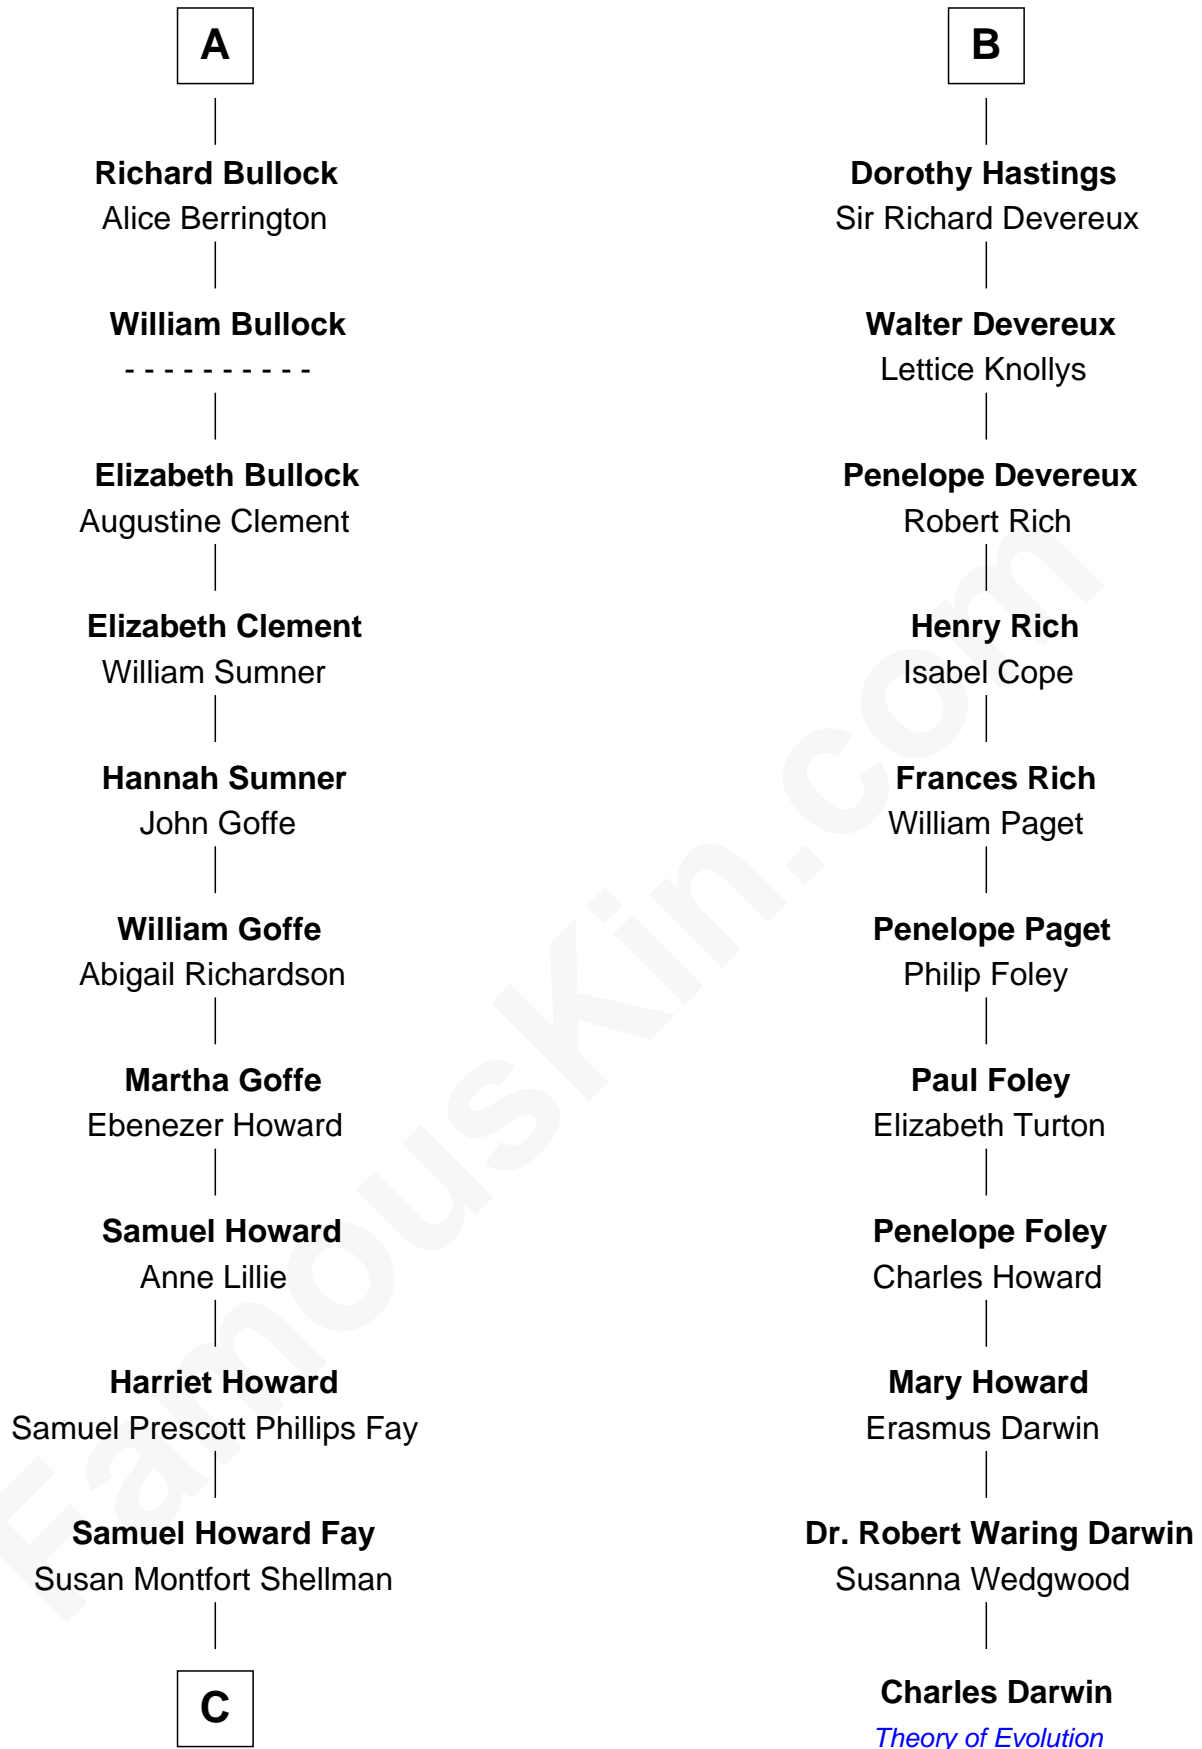 A
Richard Bullock
Alice Berrington
William Bullock
- - - - - - - - - -
Elizabeth Bullock
Augustine Clement
Elizabeth Clement
William Sumner
Hannah Sumner
John Goffe
William Goffe
Abigail Richardson
Martha Goffe
Ebenezer Howard
Samuel Howard
Anne Lillie
Harriet Howard
Samuel Prescott Phillips Fay
Samuel Howard Fay
Susan Montfort Shellman
C
B
Dorothy Hastings
Sir Richard Devereux
Walter Devereux
Lettice Knollys
Penelope Devereux
Robert Rich
Henry Rich
Isabel Cope
Frances Rich
William Paget
Penelope Paget
Philip Foley
Paul Foley
Elizabeth Turton
Penelope Foley
Charles Howard
Mary Howard
Erasmus Darwin
Dr. Robert Waring Darwin
Susanna Wedgwood
Charles Darwin
Theory of Evolution
FamousKin.com